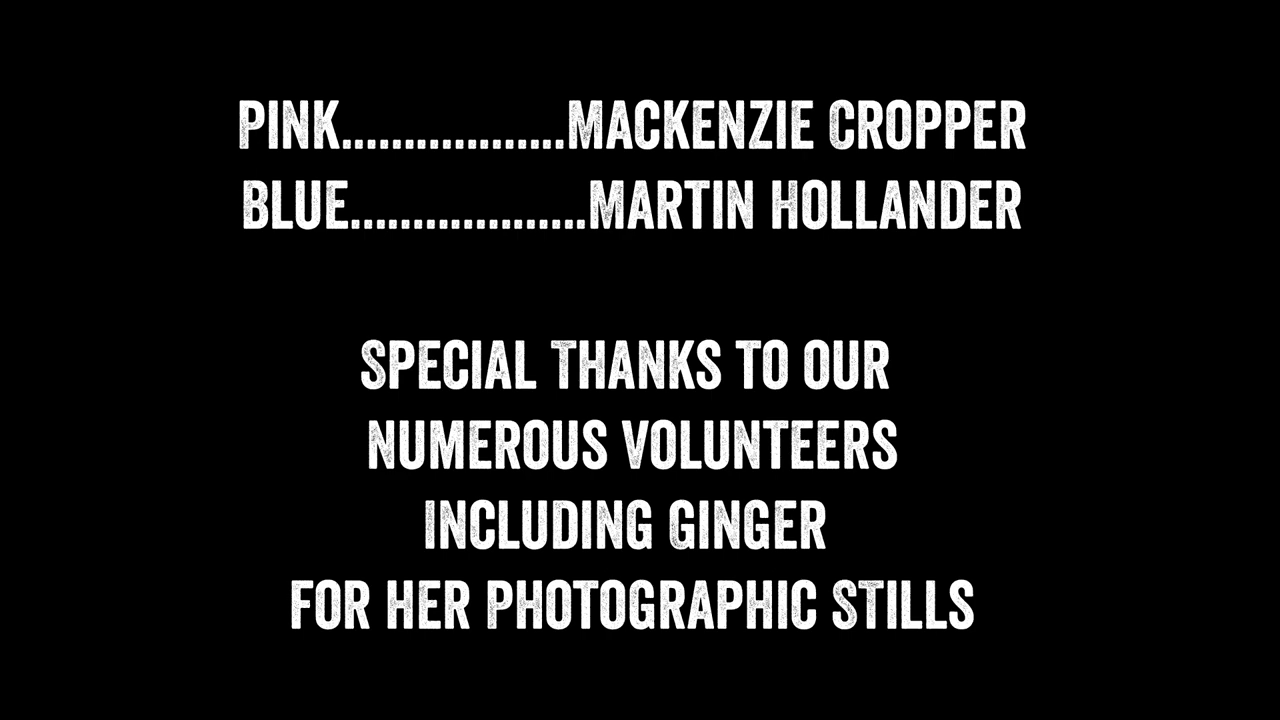 PINK..................MACKENZIE CROPPER
BLUE...................MARTIN HOLLANDER
SPECIAL THANKS TO OUR
NUMEROUS VOLUNTEERS
INCLUDING GINGER
FOR HER PHOTOGRAPHIC STILLS